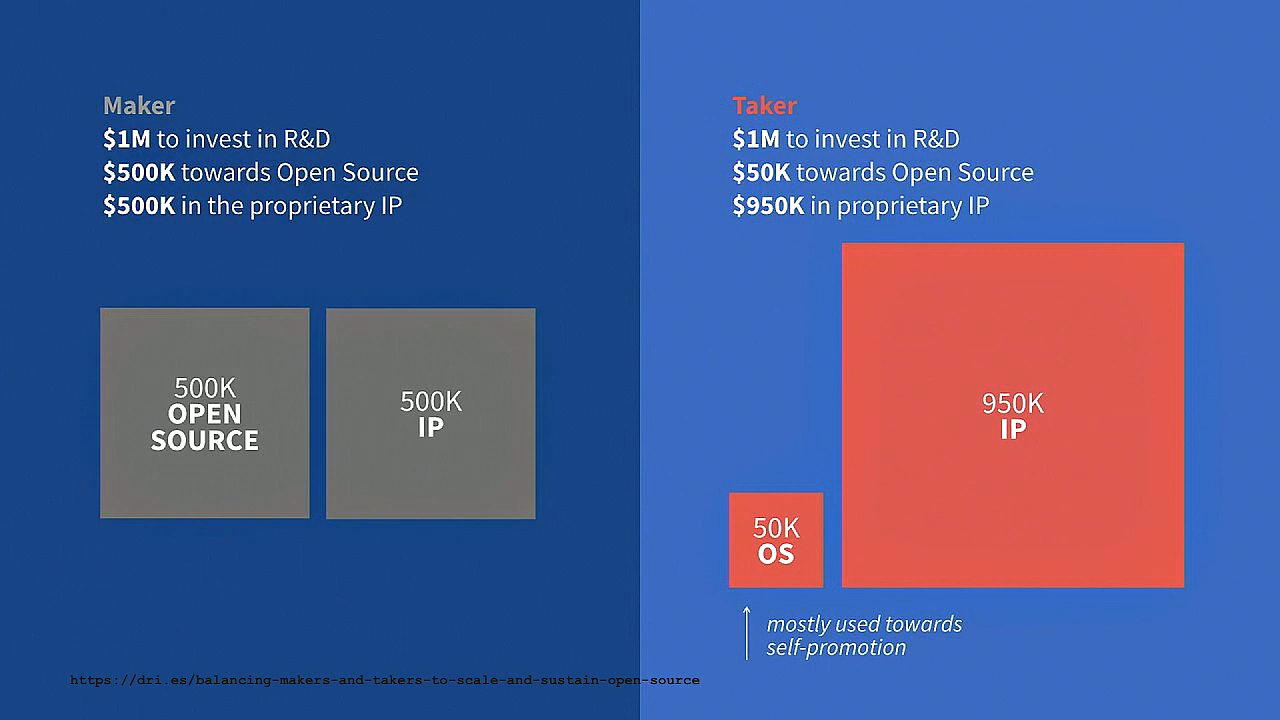 Maker
$1M to invest in R&D
$500K towards Open Source
$500K in the proprietary IP
500K
OPEN
SOURCE
500K
IP
Taker
$1M to invest in R&D
$50K towards Open Source
$950K in proprietary IP
950K
IP
50K
OS
mostly used towards
self-promotion
https://dri.es/balancing-makers-and-takers-to-scale-and-sustain-open-source